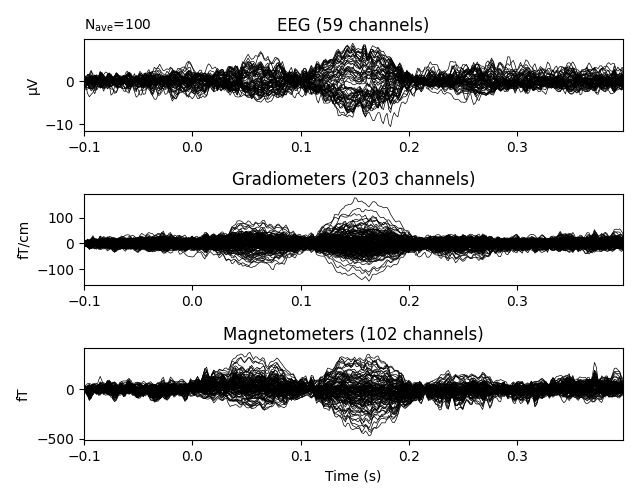 N_ave=100
EEG (59 channels)
µV
0
−10
−0.1 0.0 0.1 0.2 0.3
Gradiometers (203 channels)
fT/cm
100
0
−100
−0.1 0.0 0.1 0.2 0.3
Magnetometers (102 channels)
fT
0
−500
−0.1 0.0 0.1 0.2 0.3
Time (s)